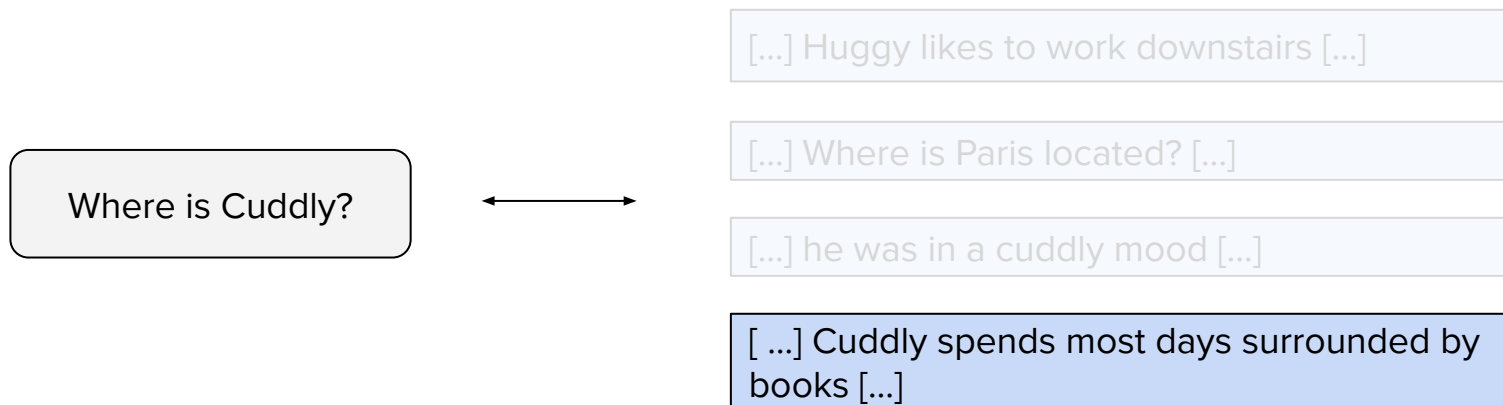 Where is Cuddly?
[...] Huggy likes to work downstairs [...]
[...] Where is Paris located? [...]
[...] he was in a cuddly mood [...]
[ ...] Cuddly spends most days surrounded by
books [...]